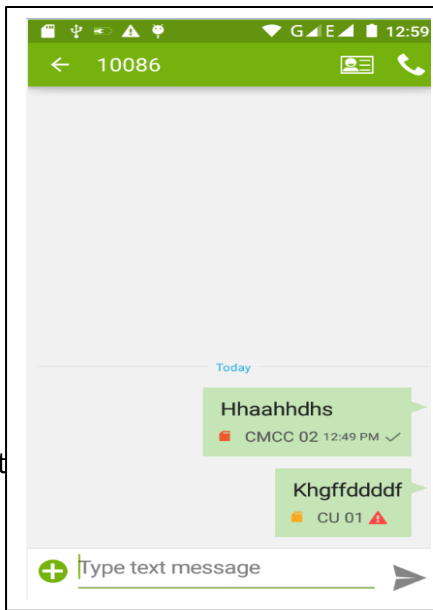 G E 12:59
10086
Today
Hhaahhdhs
CMCC 02 12:49 PM
t
Khgffddddf
CU 01
Type text message